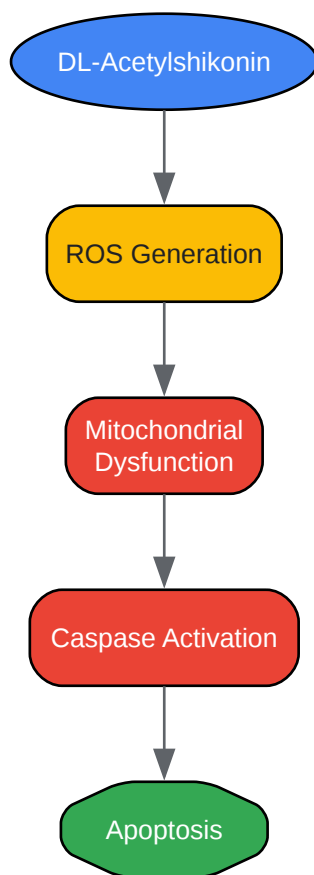 DL-Acetylshikonin
ROS Generation
Mitochondrial
Dysfunction
Caspase Activation
Apoptosis